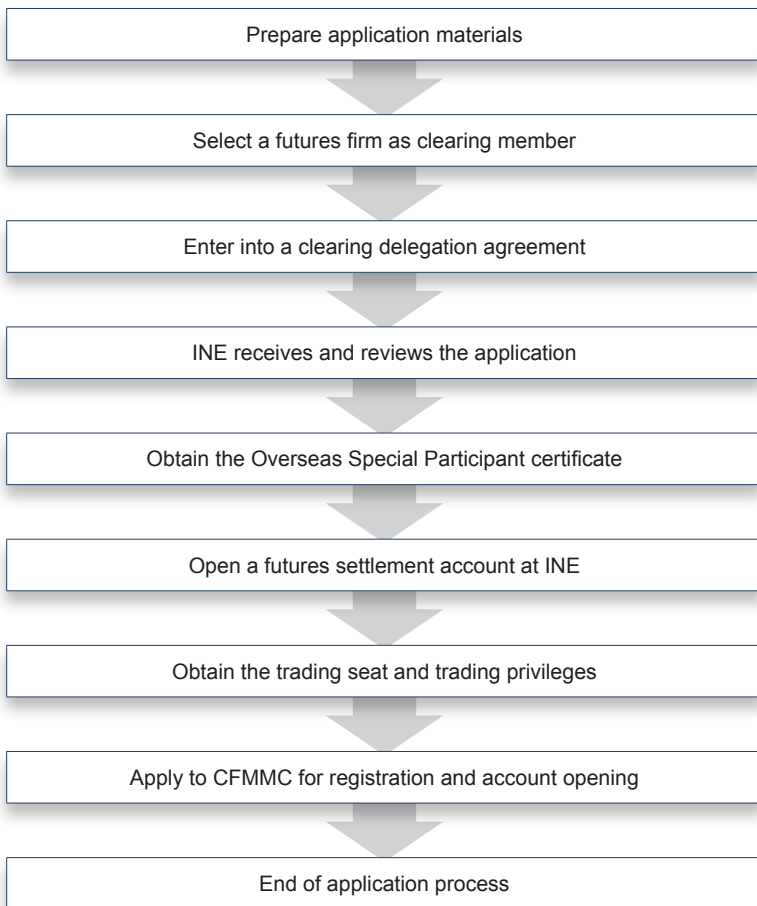 Prepare application materials
Select a futures firm as clearing member
Enter into a clearing delegation agreement
INE receives and reviews the application
Obtain the Overseas Special Participant certificate
Open a futures settlement account at INE
Obtain the trading seat and trading privileges
Apply to CFMMC for registration and account opening
End of application process